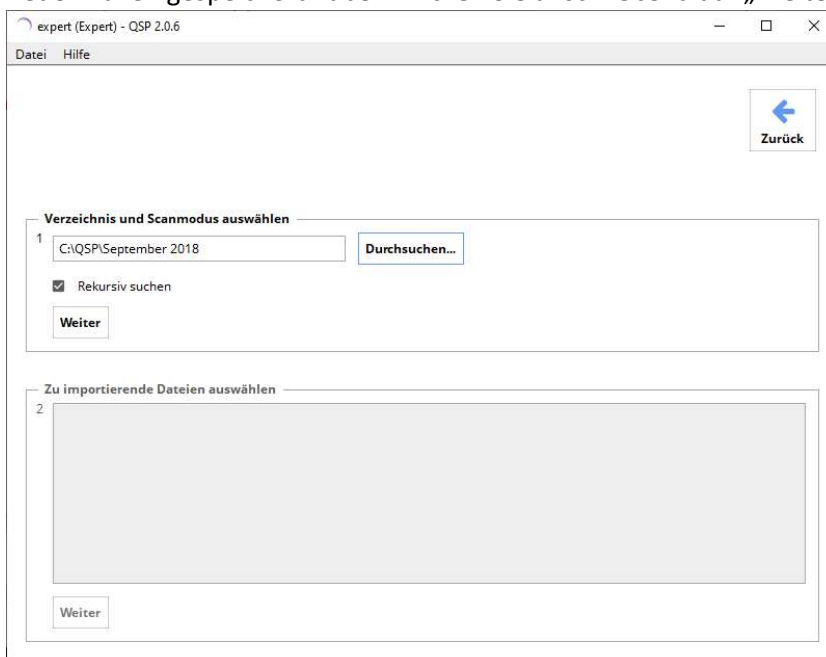 expert (Expert) - QSP 2.0.6
Datei Hilfe
Zurück
Verzeichnis und Scanmodus auswählen
1
C:\QSP\September 2018
Durchsuchen...
Rekursiv suchen
Weiter
Zu importierende Dateien auswählen
2
Weiter